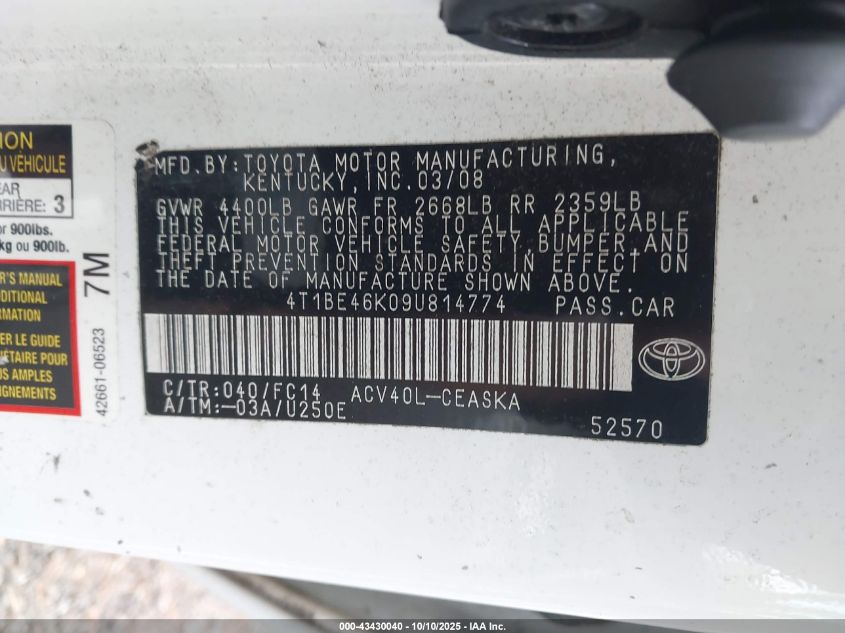 ION
U VÉHICULE
EAR
RRIÈRE: 3
or 900lbs.
kg ou 900lb.
R'S MANUAL
DITIONAL
RMATION
ER LE GUIDE
IÉTAIRE POUR
US AMPLES
IGNEMENTS
42661-06523 7M
MFD.BY:TOYOTA MOTOR MANUFACTURING,
KENTUCKY,INC.03/08
GVWR 4400LB GAWR FR 2668LB RR 2359LB
THIS VEHICLE CONFORMS TO ALL APPLICABLE
FEDERAL MOTOR VEHICLE SAFETY,BUMPER,AND
THEFT PREVENTION STANDARDS IN EFFECT ON
THE DATE OF MANUFACTURE SHOWN ABOVE.
4T1BE46K09U814774 PASS.CAR
C/TR:040/FC14 ACV40L-CEASKA
A/TM:-03A/U250E
52570
000-43430040 - 10/10/2025 - IAA Inc.